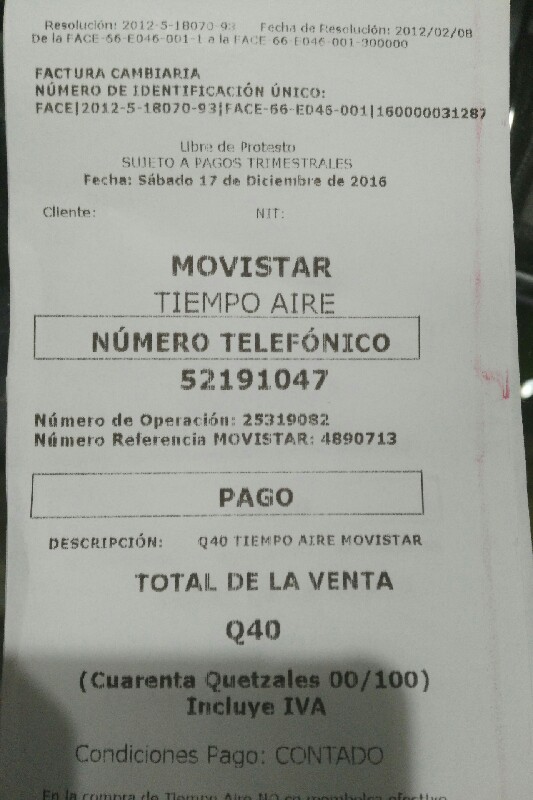 Resolución: 2012-5-18070-93 Fecha de Resolución: 2012/02/08
De la FACE-66-E046-001-1 a la FACE-66-E046-001-300000
FACTURA CAMBIARIA
NÚMERO DE IDENTIFICACIÓN ÚNICO:
FACE|2012-5-18070-93|FACE-66-E046-001|160000031287
Libre de Protesto
SUJETO A PAGOS TRIMESTRALES
Fecha: Sábado 17 de Diciembre de 2016
Cliente: NIT:
MOVISTAR
TIEMPO AIRE
NÚMERO TELEFÓNICO
52191047
Número de Operación: 25319082
Número Referencia MOVISTAR: 4890713
PAGO
DESCRIPCIÓN: Q40 TIEMPO AIRE MOVISTAR
TOTAL DE LA VENTA
Q40
(Cuarenta Quetzales 00/100)
Incluye IVA
Condiciones Pago: CONTADO
En la compra de Tiempo Aire NO se reembolsa efectivo